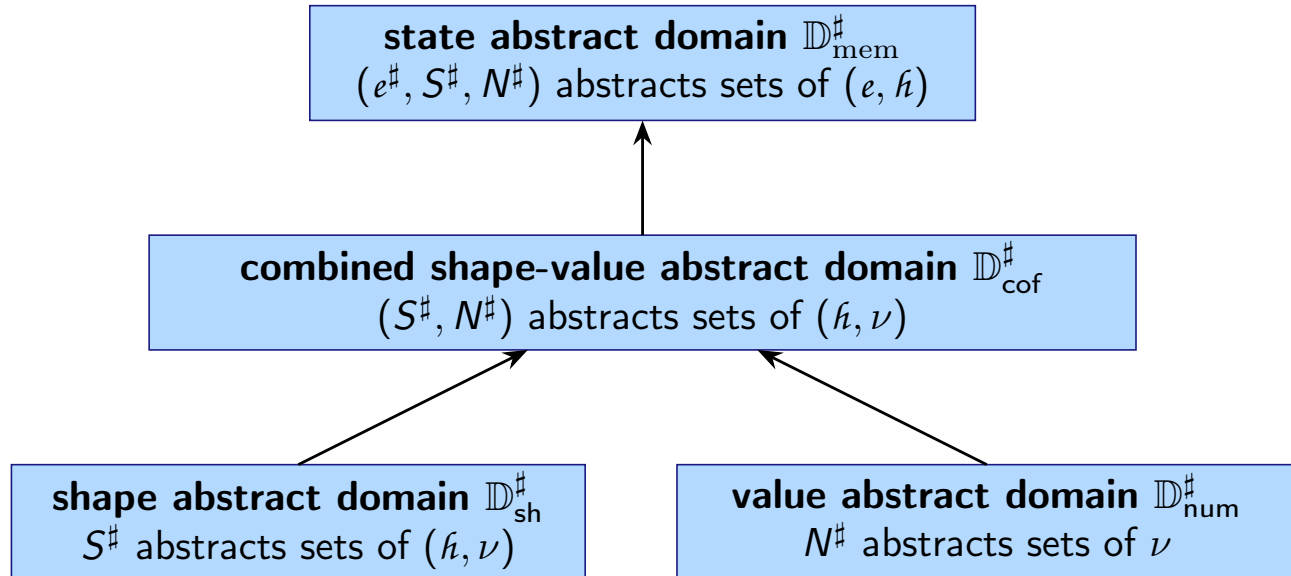 state abstract domain 𝔻♯mem
(e♯, S♯, N♯) abstracts sets of (e, h)
combined shape-value abstract domain 𝔻♯cof
(S♯, N♯) abstracts sets of (h, ν)
shape abstract domain 𝔻♯sh
S♯ abstracts sets of (h, ν)
value abstract domain 𝔻♯num
N♯ abstracts sets of ν